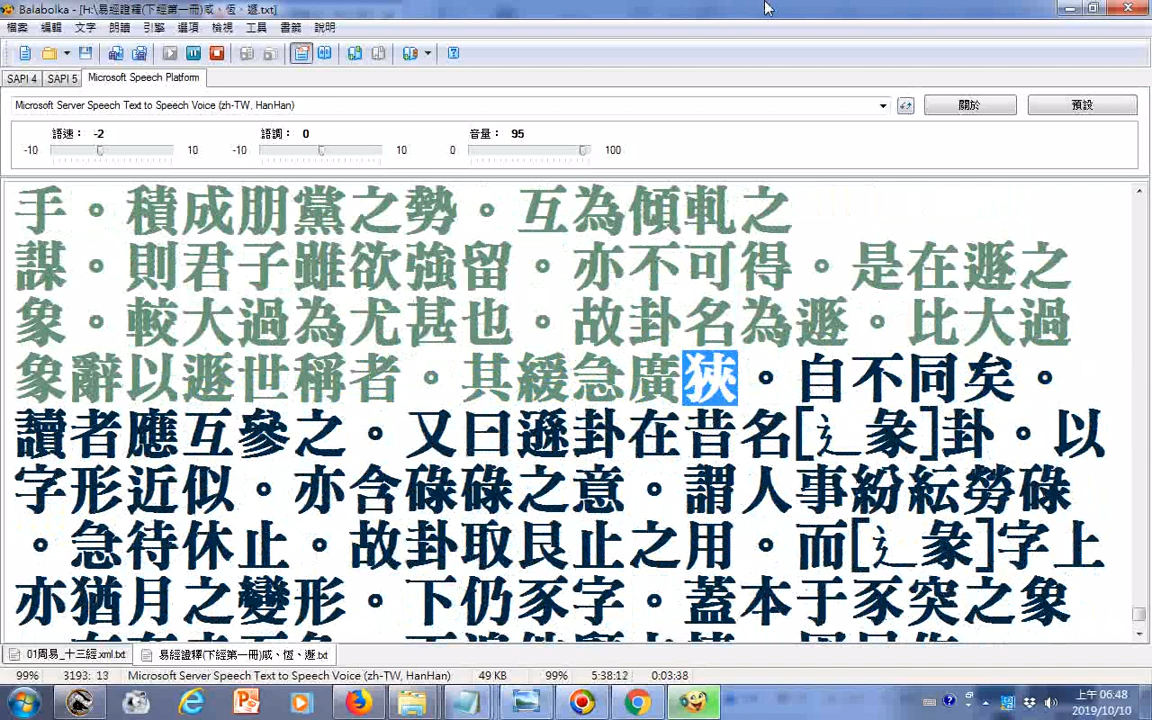 Balabolka - [H:\易經證釋(下經第一冊)咸、恆、遯.txt]
檔案 編輯 文字 朗讀 引擎 選項 檢視 工具 書籤 說明
SAPI 4 SAPI 5 Microsoft Speech Platform
Microsoft Server Speech Text to Speech Voice (zh-TW, HanHan) 關於 預設
語速： -2 語調： 0 音量： 95
-10 10 -10 10 0 100
手。積成朋黨之勢。互為傾軋之
謀。則君子雖欲強留。亦不可得。是在遯之
象。較大過為尤甚也。故卦名為遯。比大過
象辭以遯世稱者。其緩急廣狹。自不同矣。
讀者應互參之。又曰遯卦在昔名[辶彖]卦。以
字形近似。亦含碌碌之意。謂人事紛紜勞碌
。急待休止。故卦取艮止之用。而[辶彖]字上
亦猶月之變形。下仍豕字。蓋本于豕突之象
01周易_十三經.xml.txt 易經證釋(下經第一冊)咸、恆、遯.txt
99% 3193: 13 Microsoft Server Speech Text to Speech Voice (zh-TW, HanHan) 49 KB 99% 5:38:12 0:03:38
上午 06:48
2019/10/10